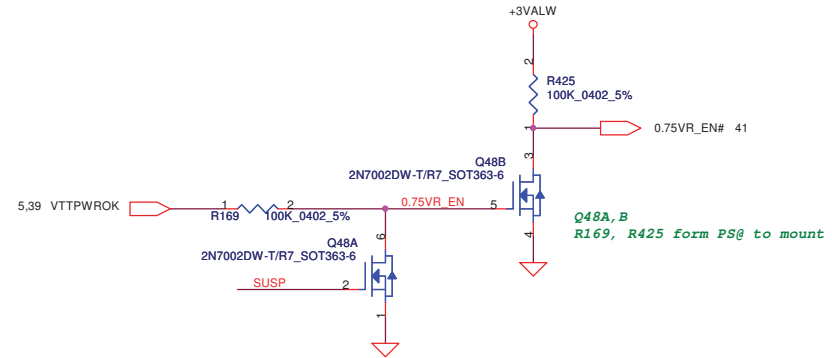 +3VALW
2
R425
100K_0402_5%
1
0.75VR_EN# 41
3
Q48B
2N7002DW-T/R7_SOT363-6
5,39 VTTPWROK
1
2
R169
100K_0402_5%
0.75VR_EN
5
4
Q48A,B
R169, R425 form PS@ to mount
6
Q48A
2N7002DW-T/R7_SOT363-6
SUSP
2
1